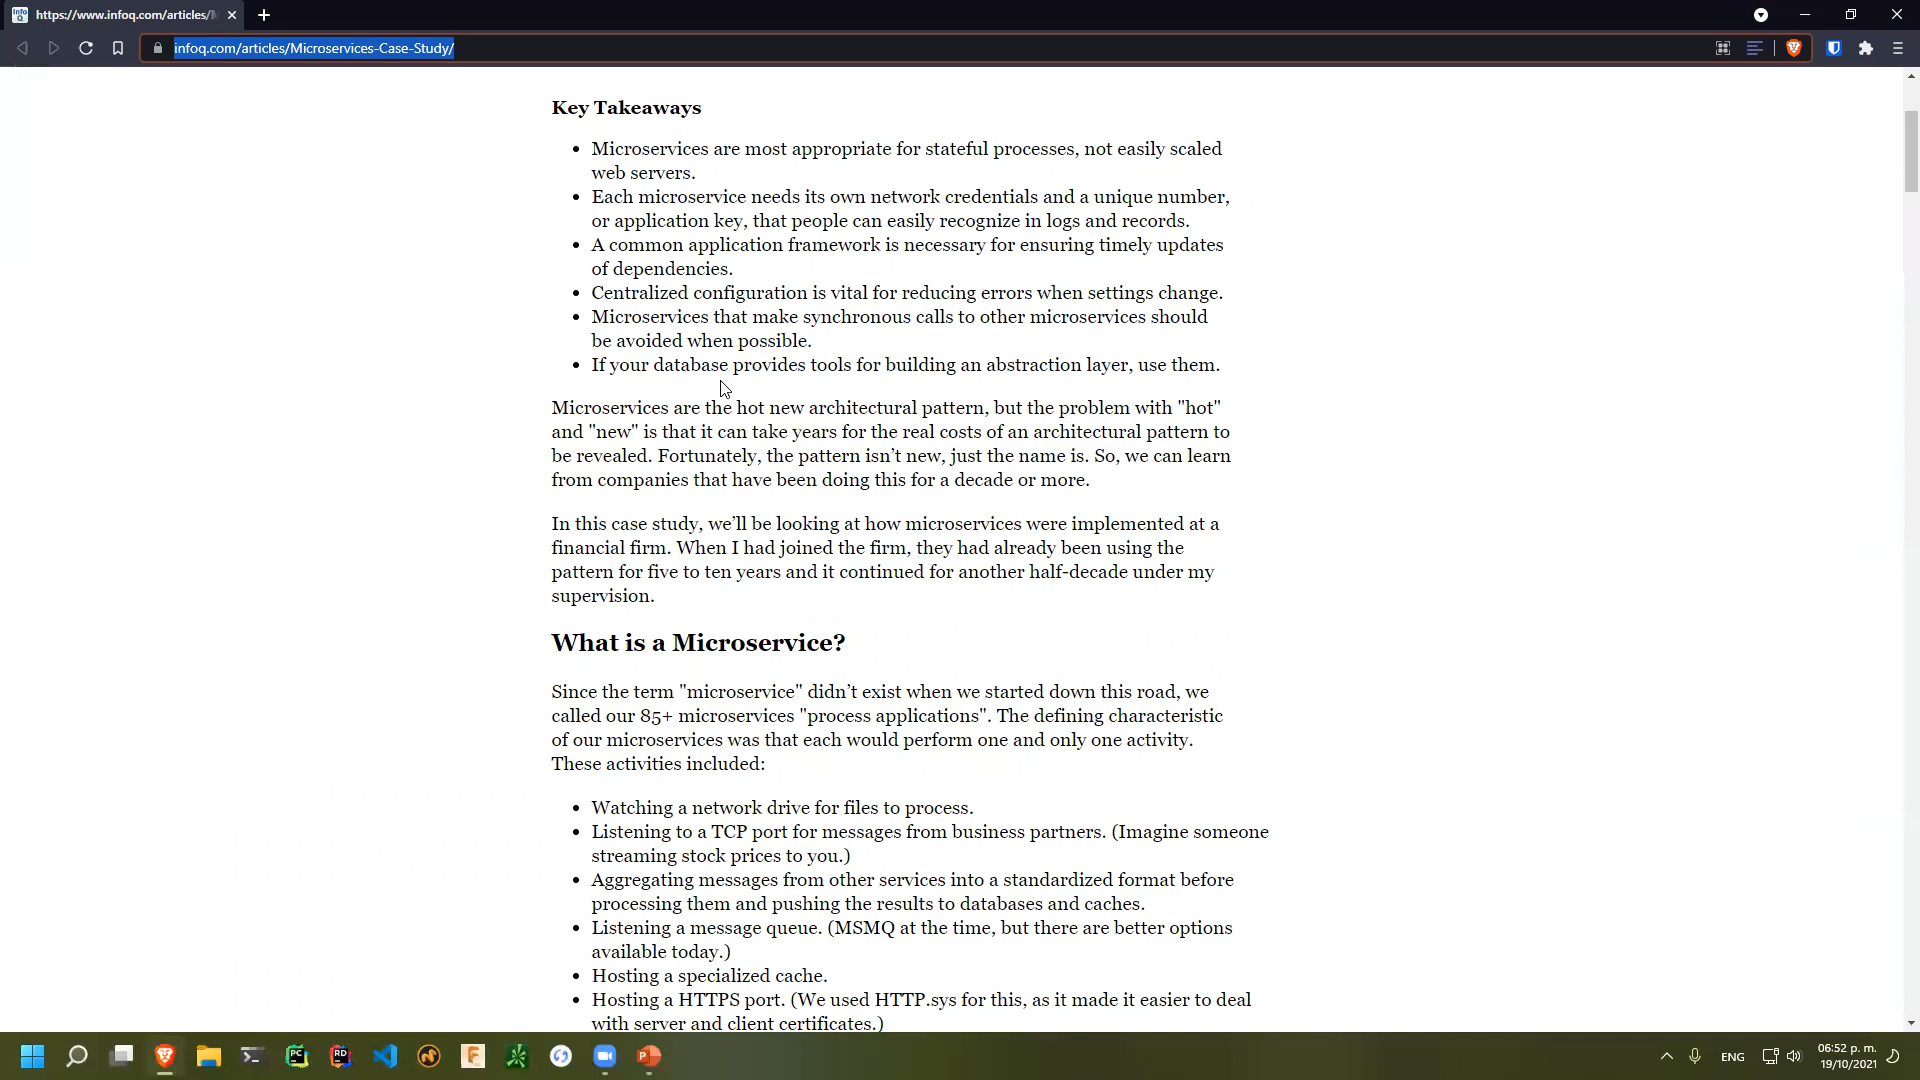 https://www.infoq.com/articles/M
infoq.com/articles/Microservices-Case-Study/
Key Takeaways
Microservices are most appropriate for stateful processes, not easily scaled
web servers.
Each microservice needs its own network credentials and a unique number,
or application key, that people can easily recognize in logs and records.
A common application framework is necessary for ensuring timely updates
of dependencies.
Centralized configuration is vital for reducing errors when settings change.
Microservices that make synchronous calls to other microservices should
be avoided when possible.
If your database provides tools for building an abstraction layer, use them.
Microservices are the hot new architectural pattern, but the problem with "hot"
and "new" is that it can take years for the real costs of an architectural pattern to
be revealed. Fortunately, the pattern isn’t new, just the name is. So, we can learn
from companies that have been doing this for a decade or more.
In this case study, we’ll be looking at how microservices were implemented at a
financial firm. When I had joined the firm, they had already been using the
pattern for five to ten years and it continued for another half-decade under my
supervision.
What is a Microservice?
Since the term "microservice" didn’t exist when we started down this road, we
called our 85+ microservices "process applications". The defining characteristic
of our microservices was that each would perform one and only one activity.
These activities included:
Watching a network drive for files to process.
Listening to a TCP port for messages from business partners. (Imagine someone
streaming stock prices to you.)
Aggregating messages from other services into a standardized format before
processing them and pushing the results to databases and caches.
Listening a message queue. (MSMQ at the time, but there are better options
available today.)
Hosting a specialized cache.
Hosting a HTTPS port. (We used HTTP.sys for this, as it made it easier to deal
with server and client certificates.)
PC
RD
F
P
ENG
06:52 p. m.
19/10/2021